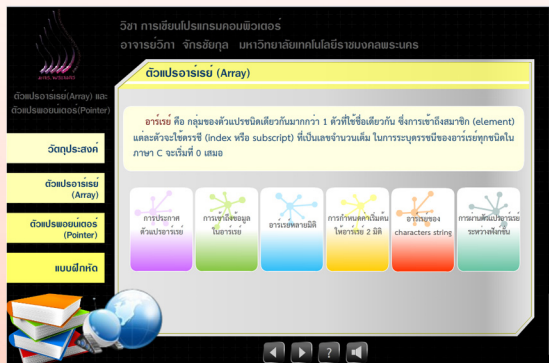 วิชา การเขียนโปรแกรมคอมพิวเตอร์
อาจารย์วิภา จักรชัยกุล มหาวิทยาลัยเทคโนโลยีราชมงคลพระนคร
ตัวแปรอาร์เรย์(Array) และ
ตัวแปรพอยน์เตอร์(Pointer)
วัตถุประสงค์
ตัวแปรอาร์เรย์
(Array)
ตัวแปรพอยน์เตอร์
(Pointer)
แบบฝึกหัด
ตัวแปรอาร์เรย์ (Array)
อาร์เรย์ คือ กลุ่มของตัวแปรชนิดเดียวกันมากกว่า 1 ตัวที่ใช้ชื่อเดียวกัน ซึ่งการเข้าถึงสมาชิก (element)
แต่ละตัวจะใช้ดรรชี (index หรือ subscript) ที่เป็นเลขจำนวนเต็ม ในการระบุดรรชนีของอาร์เรย์ทุกชนิดใน
ภาษา C จะเริ่มที่ 0 เสมอ
การประกาศ
ตัวแปรอาร์เรย์
การเข้าถึงข้อมูล
ในอาร์เรย์
อาร์เรย์หลายมิติ
การกำหนดค่าเริ่มต้น
ให้อาร์เรย์ 2 มิติ
อาร์เรย์ของ
characters string
การผ่านตัวแปรอาร์เรย์
ระหว่างฟังก์ชั่น
?